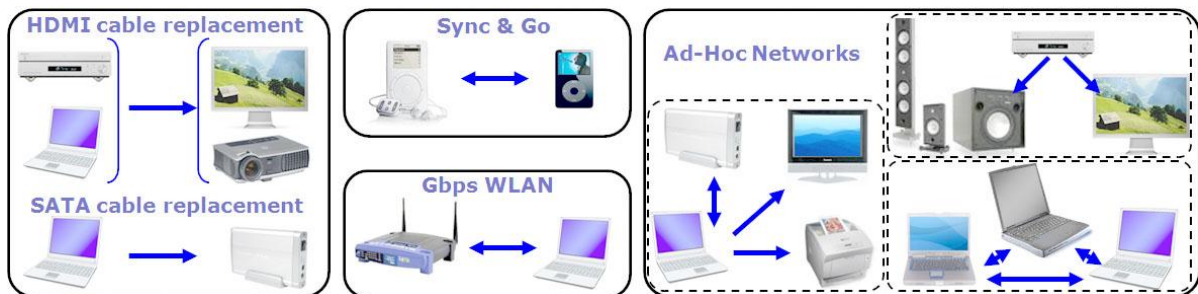 HDMI cable replacement
SATA cable replacement
Sync & Go
Gbps WLAN
Ad-Hoc Networks